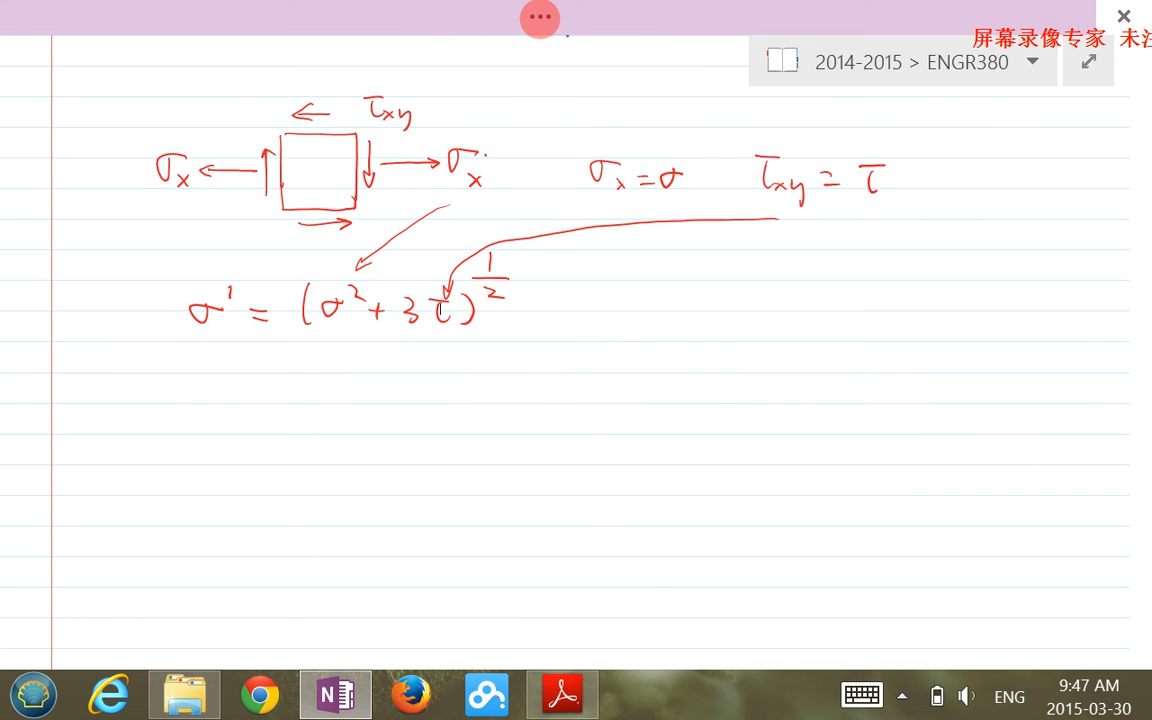 •••
屏幕录像专家 未
2014-2015 > ENGR380
τxy
σx
σx
σx = σ
τxy = τ
σ' = (σ² + 3τ)^1/2
N
ENG
9:47 AM
2015-03-30